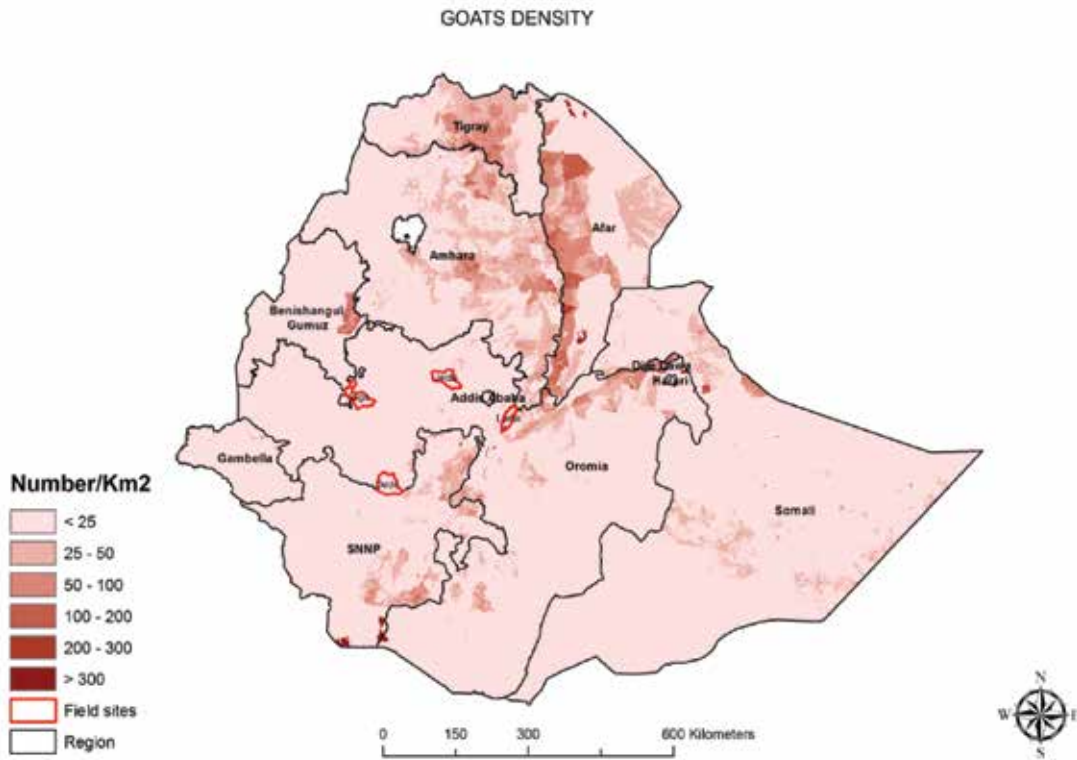 GOATS DENSITY
Tigray
Afar
Amhara
Benishangul
Gumuz
Dire Dawa
Harari
Addis Ababa
Gambella
Oromia
Somali
SNNP
Number/Km2
< 25
25 - 50
50 - 100
100 - 200
200 - 300
> 300
Field sites
Region
0 150 300 600 Kilometers
N
W E
S